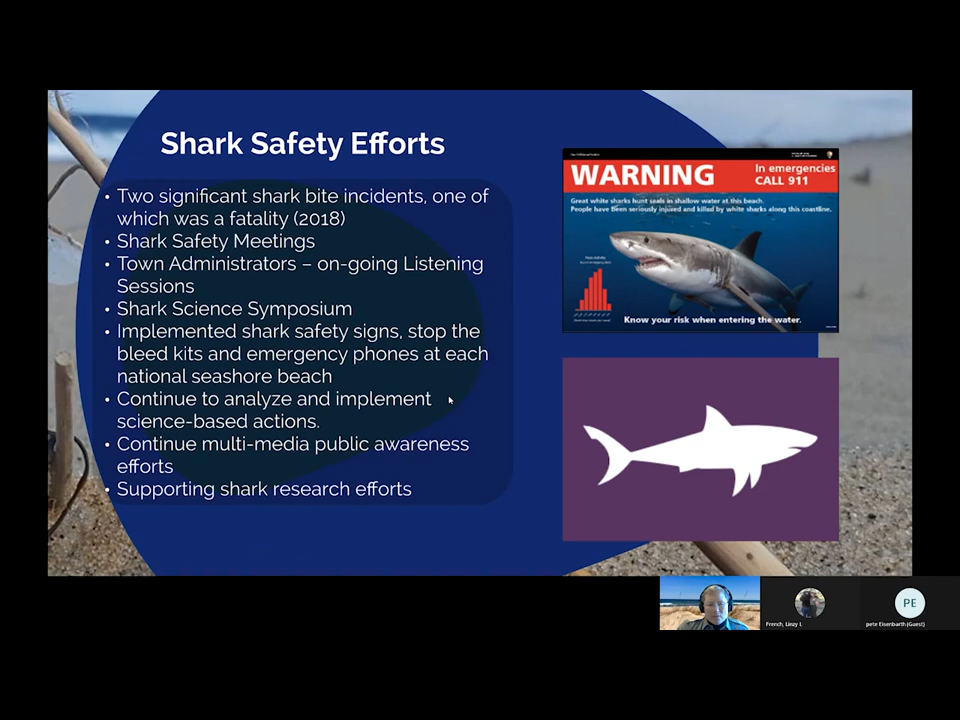 Shark Safety Efforts
• Two significant shark bite incidents, one of
which was a fatality (2018)
• Shark Safety Meetings
• Town Administrators – on-going Listening
Sessions
• Shark Science Symposium
• Implemented shark safety signs, stop the
bleed kits and emergency phones at each
national seashore beach
• Continue to analyze and implement
science-based actions.
• Continue multi-media public awareness
efforts
• Supporting shark research efforts
WARNING
In emergencies
CALL 911
Great white sharks hunt seals in shallow water at this beach.
People have been seriously injured and killed by white sharks along this coastline.
Know your risk when entering the water.
PE
French, Linzy L
pete Eisenbarth (Guest)